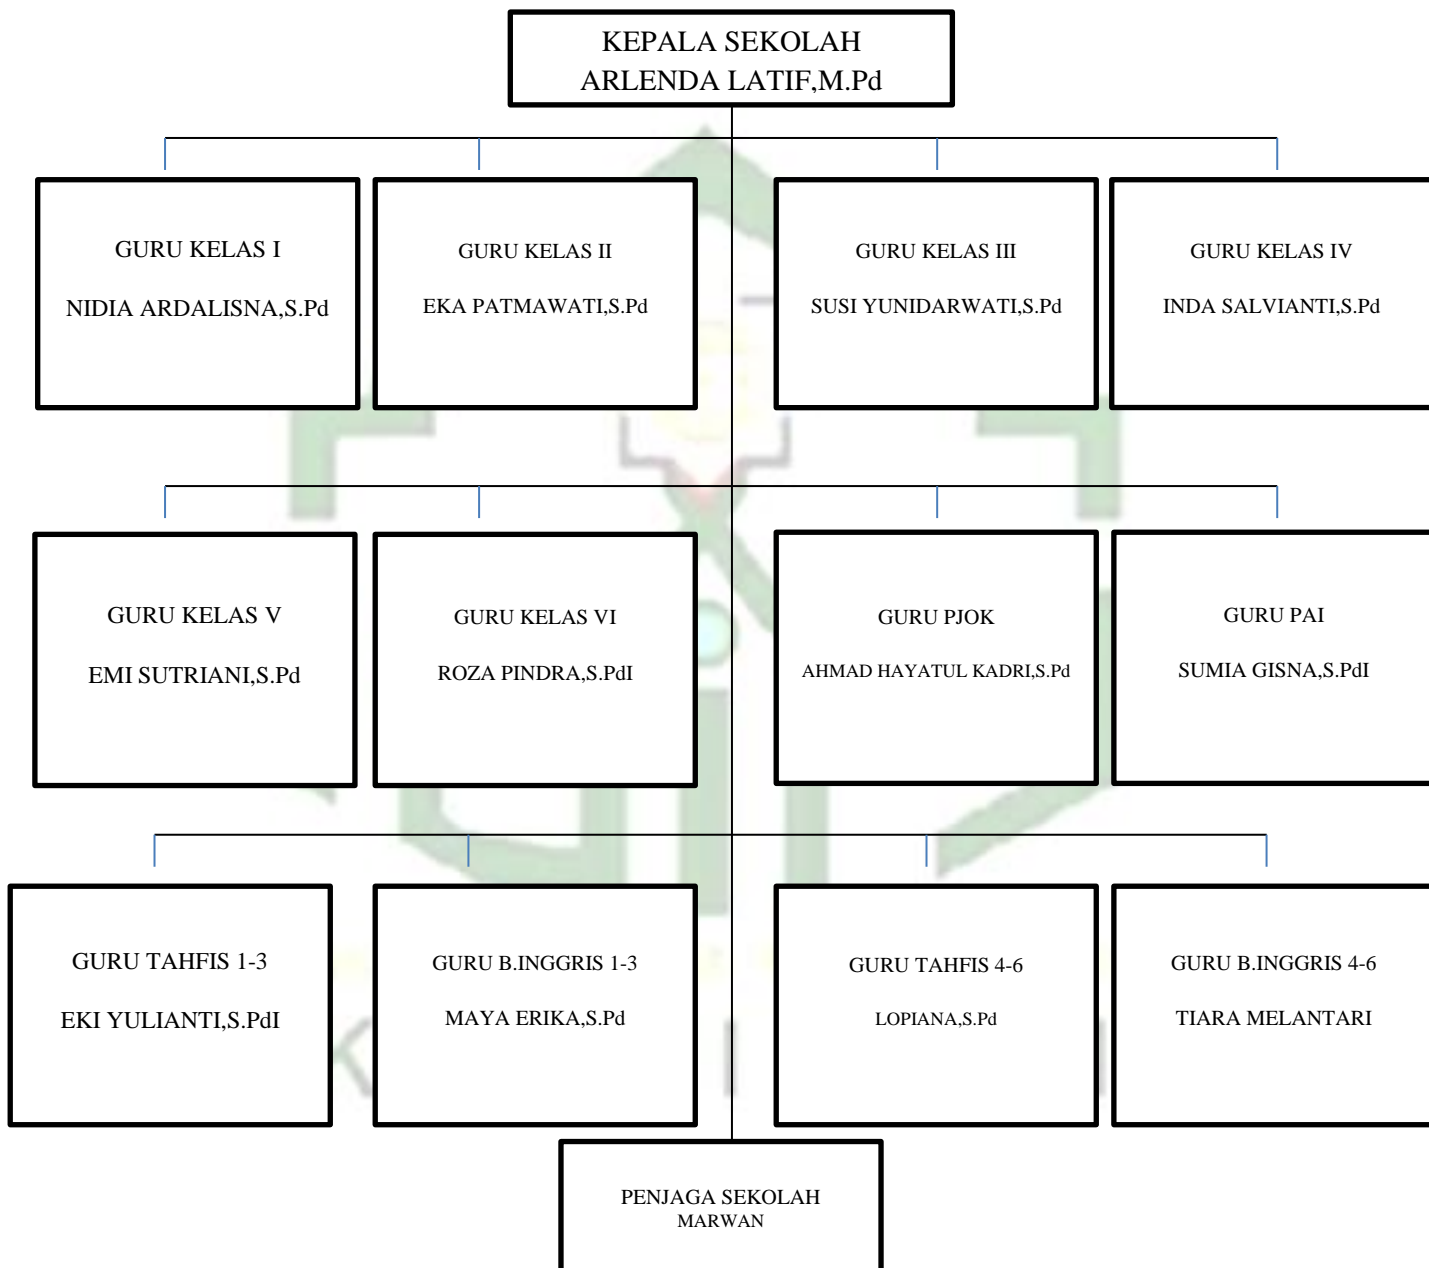 KEPALA SEKOLAH
ARLENDA LATIF,M.Pd
GURU KELAS I
NIDIA ARDALISNA,S.Pd
GURU KELAS II
EKA PATMAWATI,S.Pd
GURU KELAS III
SUSI YUNIDARWATI,S.Pd
GURU KELAS IV
INDA SALVIANTI,S.Pd
GURU KELAS V
EMI SUTRIANI,S.Pd
GURU KELAS VI
ROZA PINDRA,S.PdI
GURU PJOK
AHMAD HAYATUL KADRI,S.Pd
GURU PAI
SUMIA GISNA,S.PdI
GURU TAHFIS 1-3
EKI YULIANTI,S.PdI
GURU B.INGGRIS 1-3
MAYA ERIKA,S.Pd
GURU TAHFIS 4-6
LOPIANA,S.Pd
GURU B.INGGRIS 4-6
TIARA MELANTARI
PENJAGA SEKOLAH
MARWAN